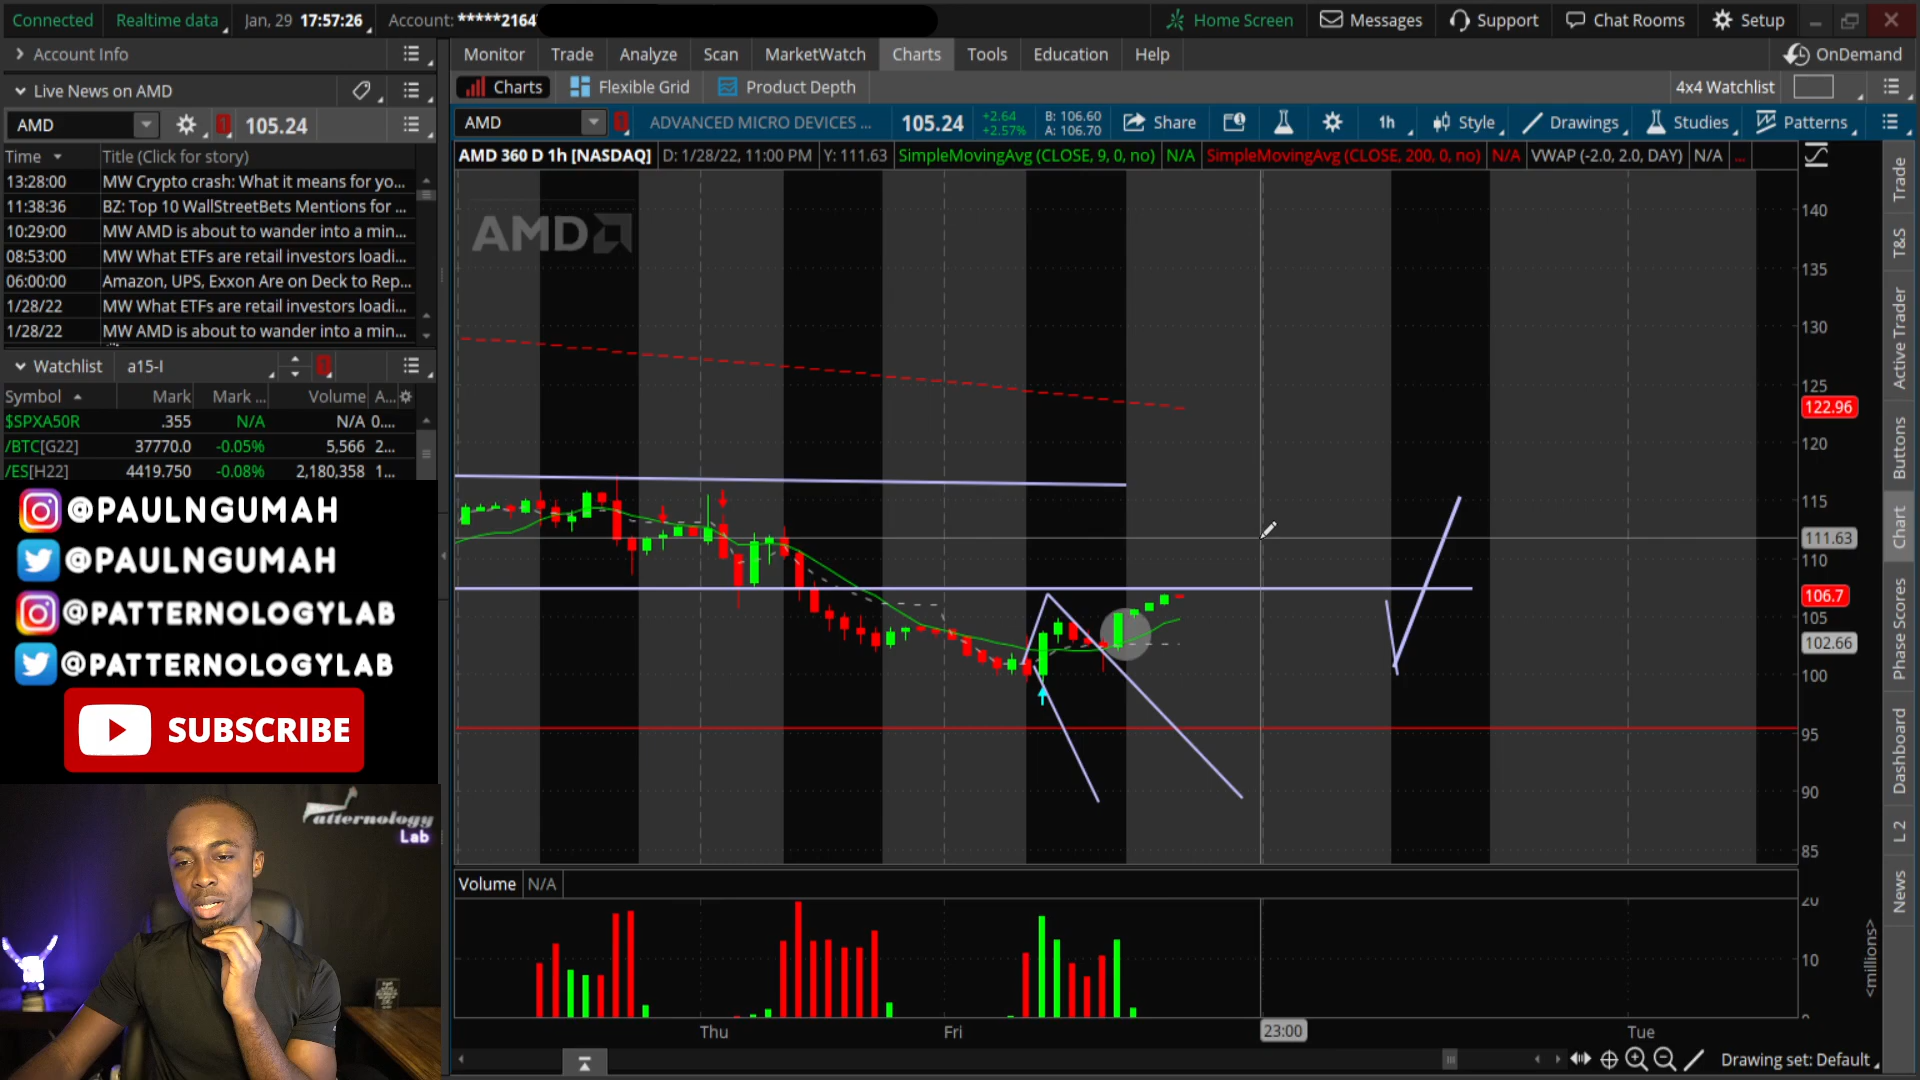 Connected Realtime data Jan, 29 17:57:26 Account: *****2164 Home Screen Messages Support Chat Rooms Setup
Account Info Monitor Trade Analyze Scan MarketWatch Charts Tools Education Help OnDemand
Live News on AMD Charts Flexible Grid Product Depth 4x4 Watchlist
AMD 105.24 AMD ADVANCED MICRO DEVICES ... 105.24 +2.64 +2.57% B: 106.60 A: 106.70 Share 1h Style Drawings Studies Patterns
Time Title (Click for story)
AMD 360 D 1h [NASDAQ] D: 1/28/22, 11:00 PM Y: 111.63 SimpleMovingAvg (CLOSE, 9, 0, no) N/A SimpleMovingAvg (CLOSE, 200, 0, no) N/A VWAP (-2.0, 2.0, DAY) N/A ...
13:28:00 MW Crypto crash: What it means for yo...
11:38:36 BZ: Top 10 WallStreetBets Mentions for ...
10:29:00 MW AMD is about to wander into a min...
08:53:00 MW What ETFs are retail investors loadi...
06:00:00 Amazon, UPS, Exxon Are on Deck to Rep...
1/28/22 MW What ETFs are retail investors loadi...
1/28/22 MW AMD is about to wander into a min...
Watchlist a15-I
Symbol Mark Mark ... Volume A...
$SPXA50R .355 N/A N/A 0....
/BTC[G22] 37770.0 -0.05% 5,566 2...
/ES[H22] 4419.750 -0.08% 2,180,358 1...
@PAULNGUMAH
@PAULNGUMAH
@PATTERNOLOGYLAB
@PATTERNOLOGYLAB
SUBSCRIBE
Patternology
Lab
AMD
140
135
130
125
122.96
120
115
111.63
110
106.7
105
102.66
100
95
90
85
Volume N/A
20
10
0
<millions>
Thu Fri 23:00 Tue
Drawing set: Default
Trade
T&S
Active Trader
Buttons
Chart
Phase Scores
Dashboard
L 2
News